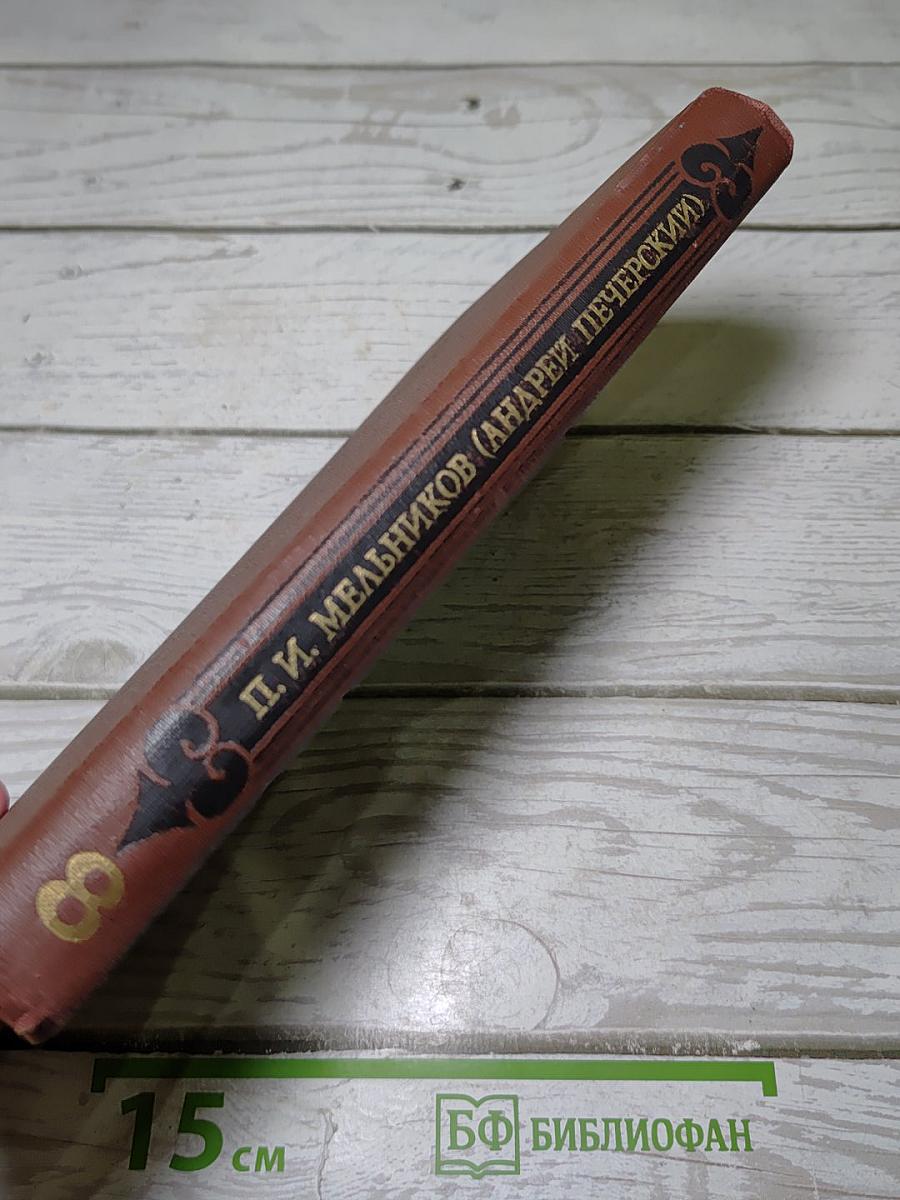 П. И. МЕЛЬНИКОВ (АНДРЕЙ ПЕЧЕРСКИЙ)
8
15 см
БФ БИБЛИОФАН